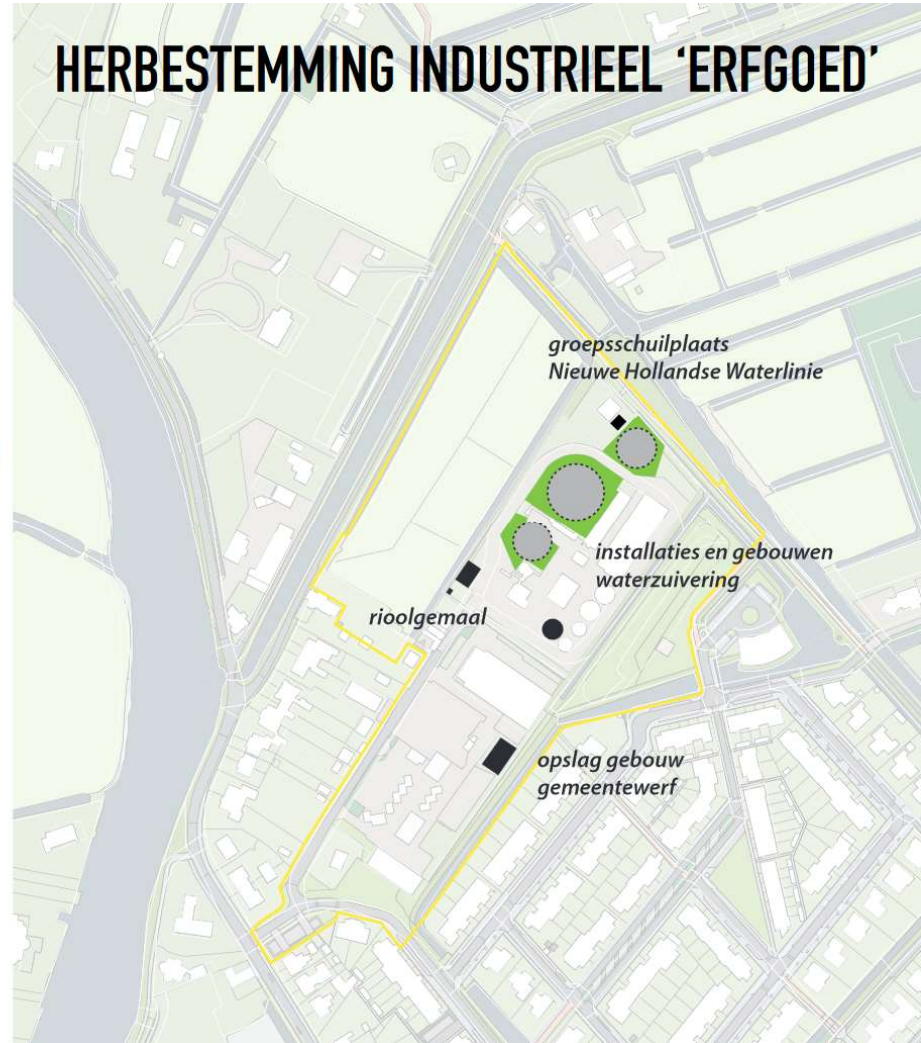 HERBESTEMMING INDUSTRIEEL ‘ERFGOED’
groepsschuilplaats
Nieuwe Hollandse Waterlinie
installaties en gebouwen
waterzuivering
rioolgemaal
opslag gebouw
gemeentewerf